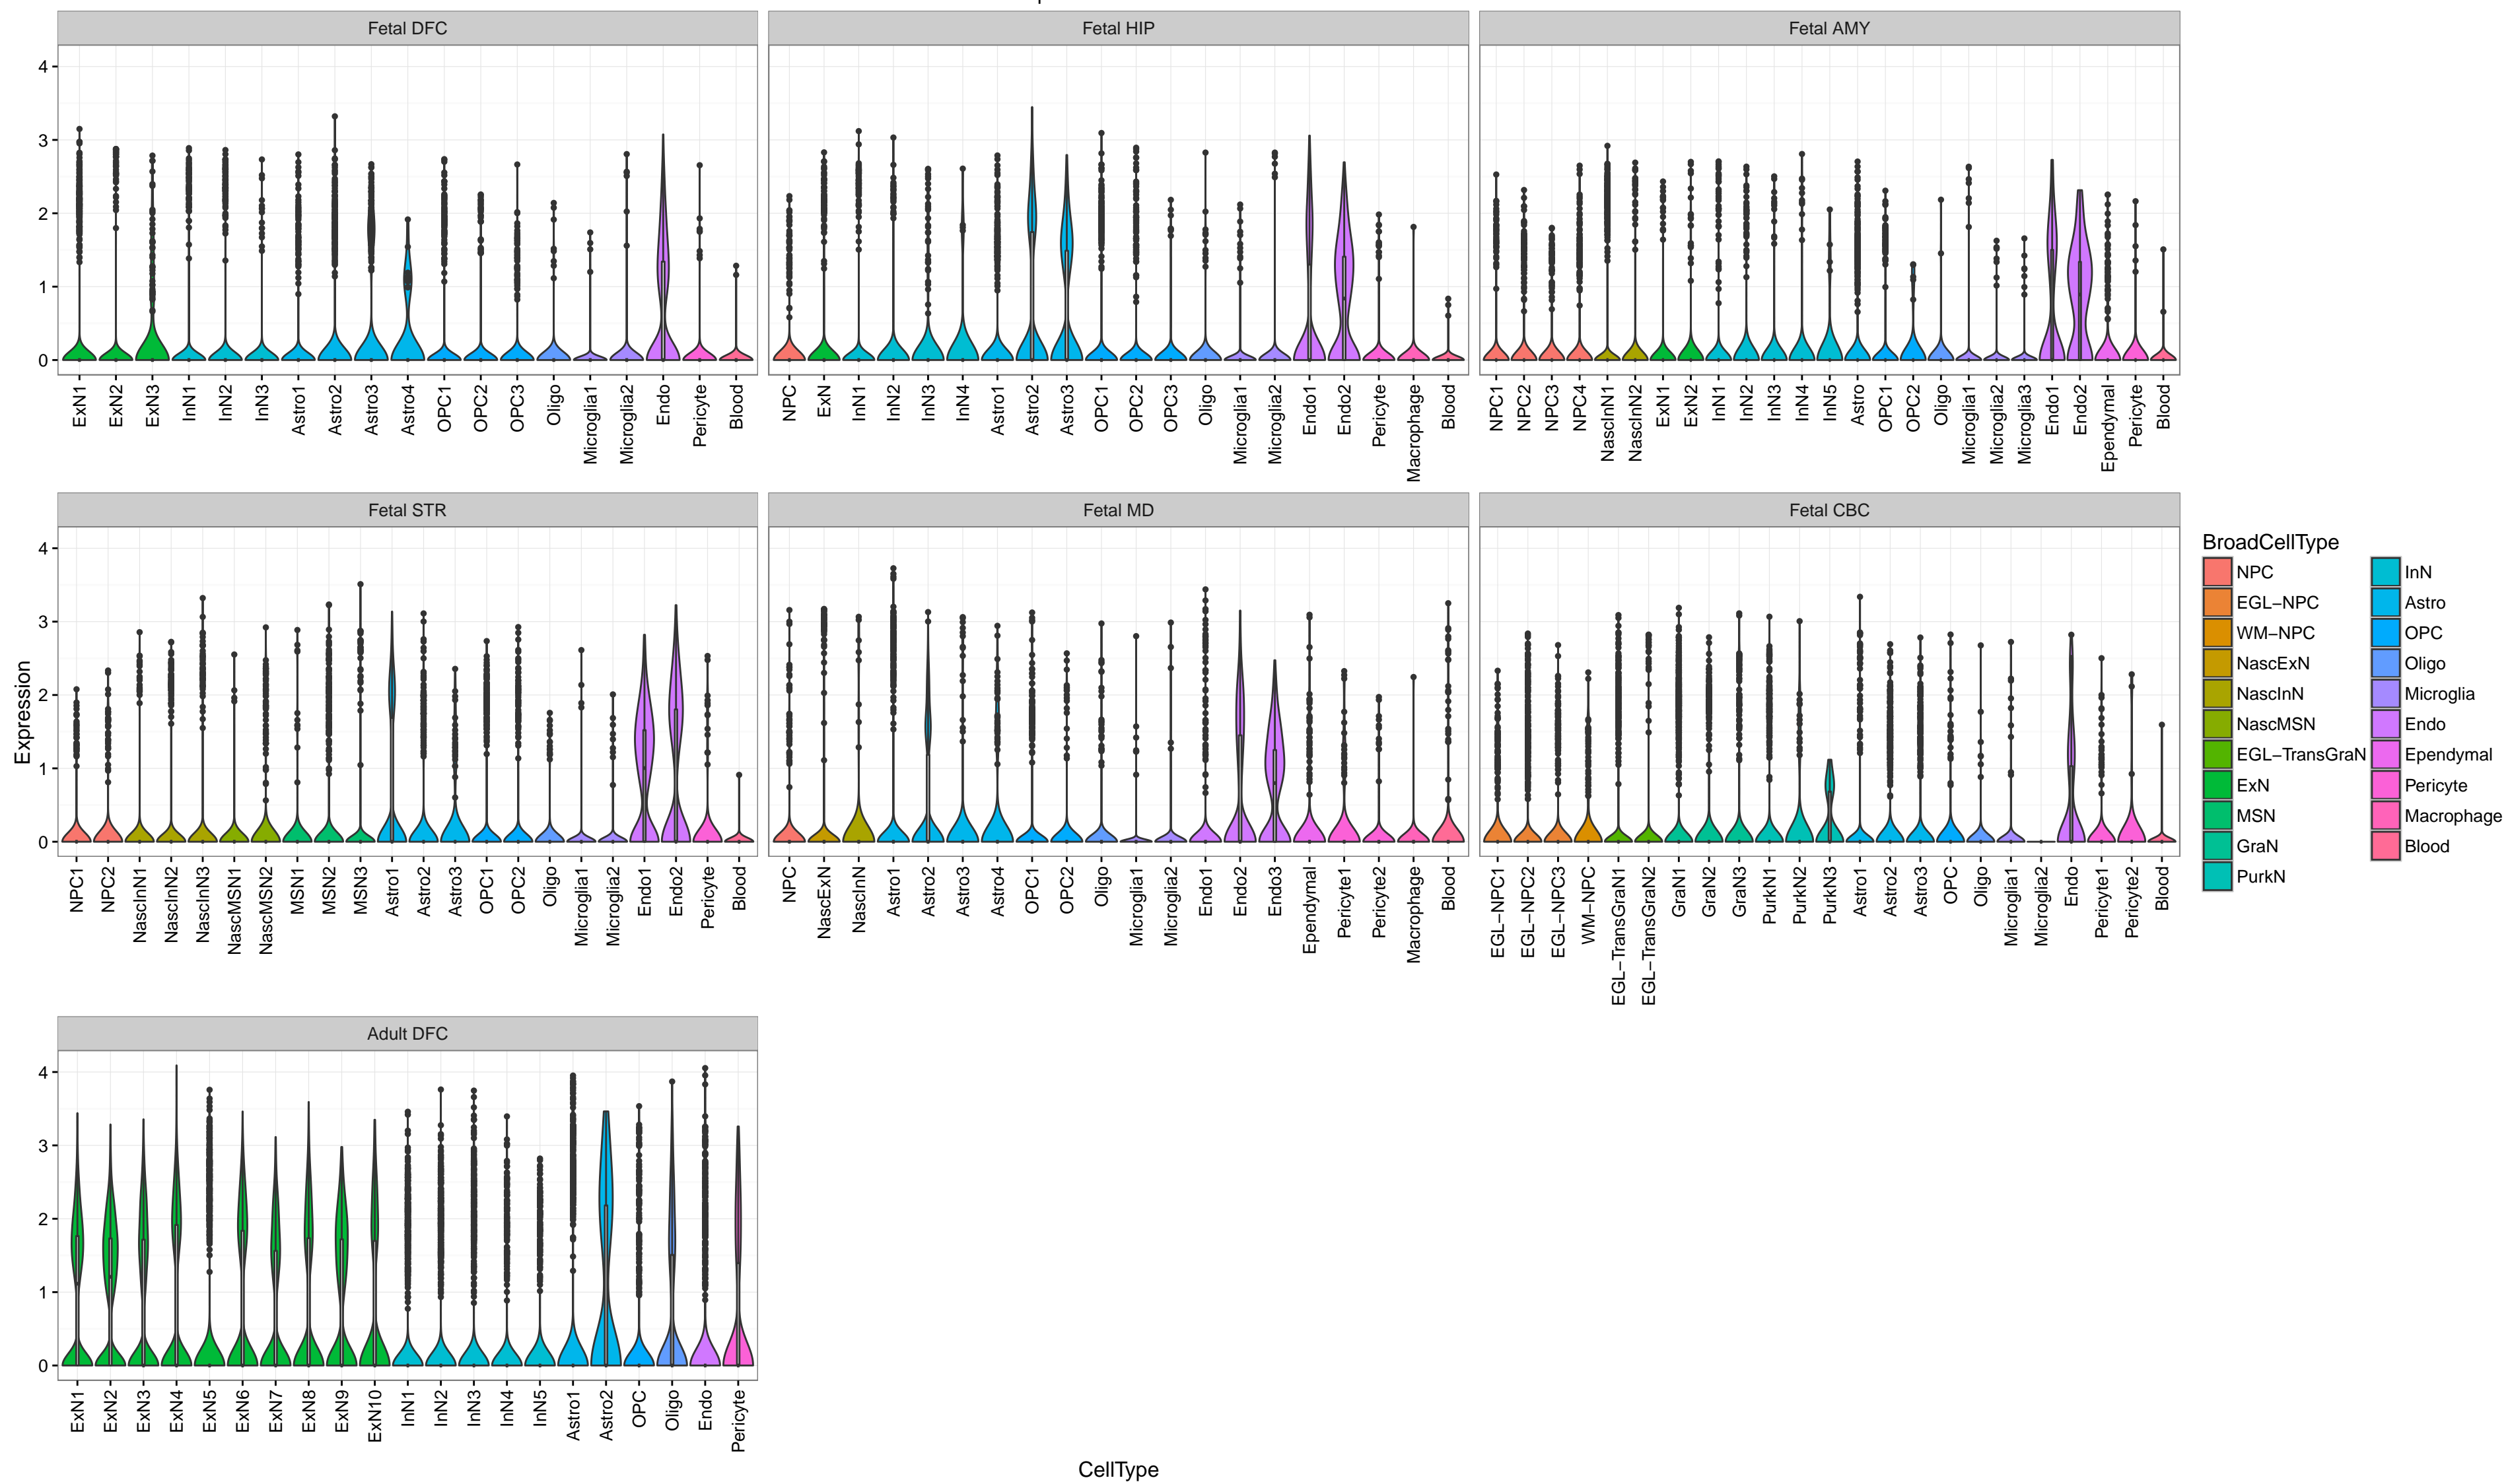 Fetal DFC
Fetal HIP
Fetal AMY
4
3
2
1
0
ExN1 ExN2 ExN3 InN1 InN2 InN3 Astro1 Astro2 Astro3 Astro4 OPC1 OPC2 OPC3 Oligo Microglia1 Microglia2 Endo Pericyte Blood
NPC ExN InN1 InN2 InN3 InN4 Astro1 Astro2 Astro3 OPC1 OPC2 OPC3 Oligo Microglia1 Microglia2 Endo1 Endo2 Pericyte Macrophage Blood
NPC1 NPC2 NPC3 NPC4 NascInN1 NascInN2 ExN1 ExN2 InN1 InN2 InN3 InN4 InN5 Astro OPC1 OPC2 Oligo Microglia1 Microglia2 Microglia3 Endo1 Endo2 Ependymal Pericyte Blood
Fetal STR
Fetal MD
Fetal CBC
Expression
4
3
2
1
0
NPC1 NPC2 NascInN1 NascInN2 NascInN3 NascMSN1 NascMSN2 MSN1 MSN2 MSN3 Astro1 Astro2 Astro3 OPC1 OPC2 Oligo Microglia1 Microglia2 Endo1 Endo2 Pericyte Blood
NPC NascExN NascInN Astro1 Astro2 Astro3 Astro4 OPC1 OPC2 Oligo Microglia1 Microglia2 Endo1 Endo2 Endo3 Ependymal Pericyte1 Pericyte2 Macrophage Blood
EGL−NPC1 EGL−NPC2 EGL−NPC3 WM−NPC EGL−TransGraN1 EGL−TransGraN2 GraN1 GraN2 GraN3 PurkN1 PurkN2 PurkN3 Astro1 Astro2 Astro3 OPC Oligo Microglia1 Microglia2 Endo Pericyte1 Pericyte2 Blood
BroadCellType
NPC
EGL−NPC
WM−NPC
NascExN
NascInN
NascMSN
EGL−TransGraN
ExN
MSN
GraN
PurkN
InN
Astro
OPC
Oligo
Microglia
Endo
Ependymal
Pericyte
Macrophage
Blood
Adult DFC
4
3
2
1
0
ExN1 ExN2 ExN3 ExN4 ExN5 ExN6 ExN7 ExN8 ExN9 ExN10 InN1 InN2 InN3 InN4 InN5 Astro1 Astro2 OPC Oligo Endo Pericyte
CellType